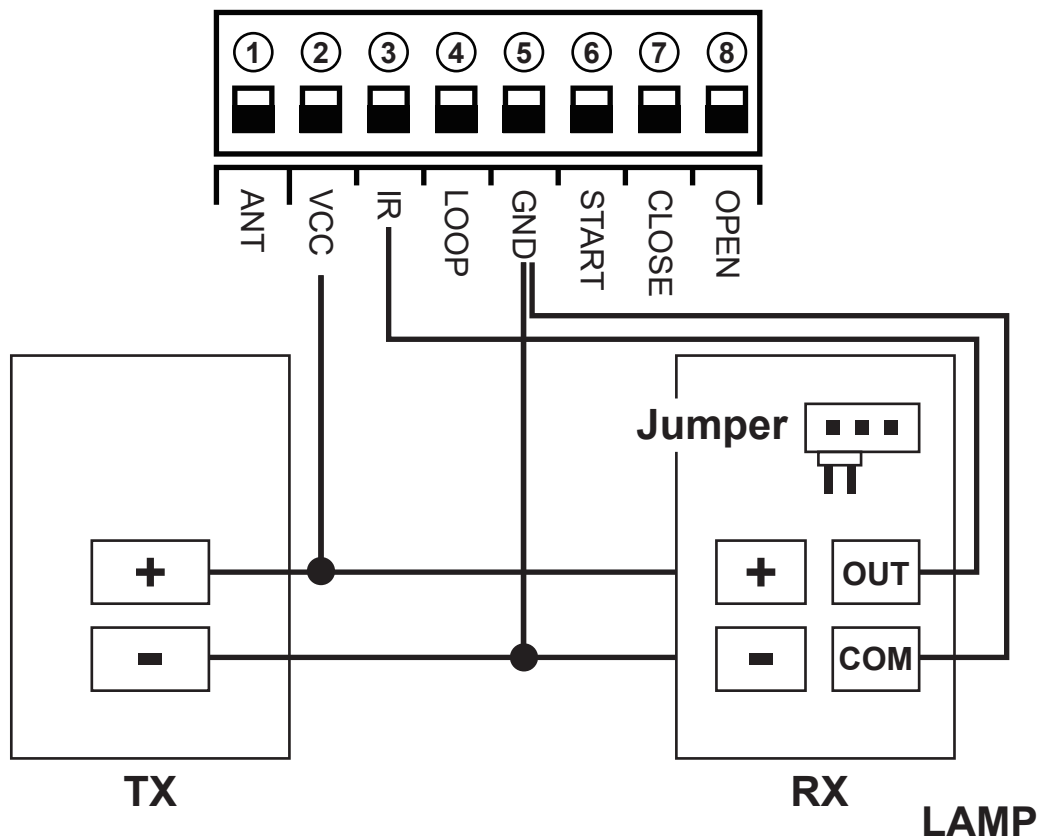 1 2 3 4 5 6 7 8
ANT VCC IR LOOP GND START CLOSE OPEN
Jumper
+ + OUT
- - COM
TX RX
LAMP